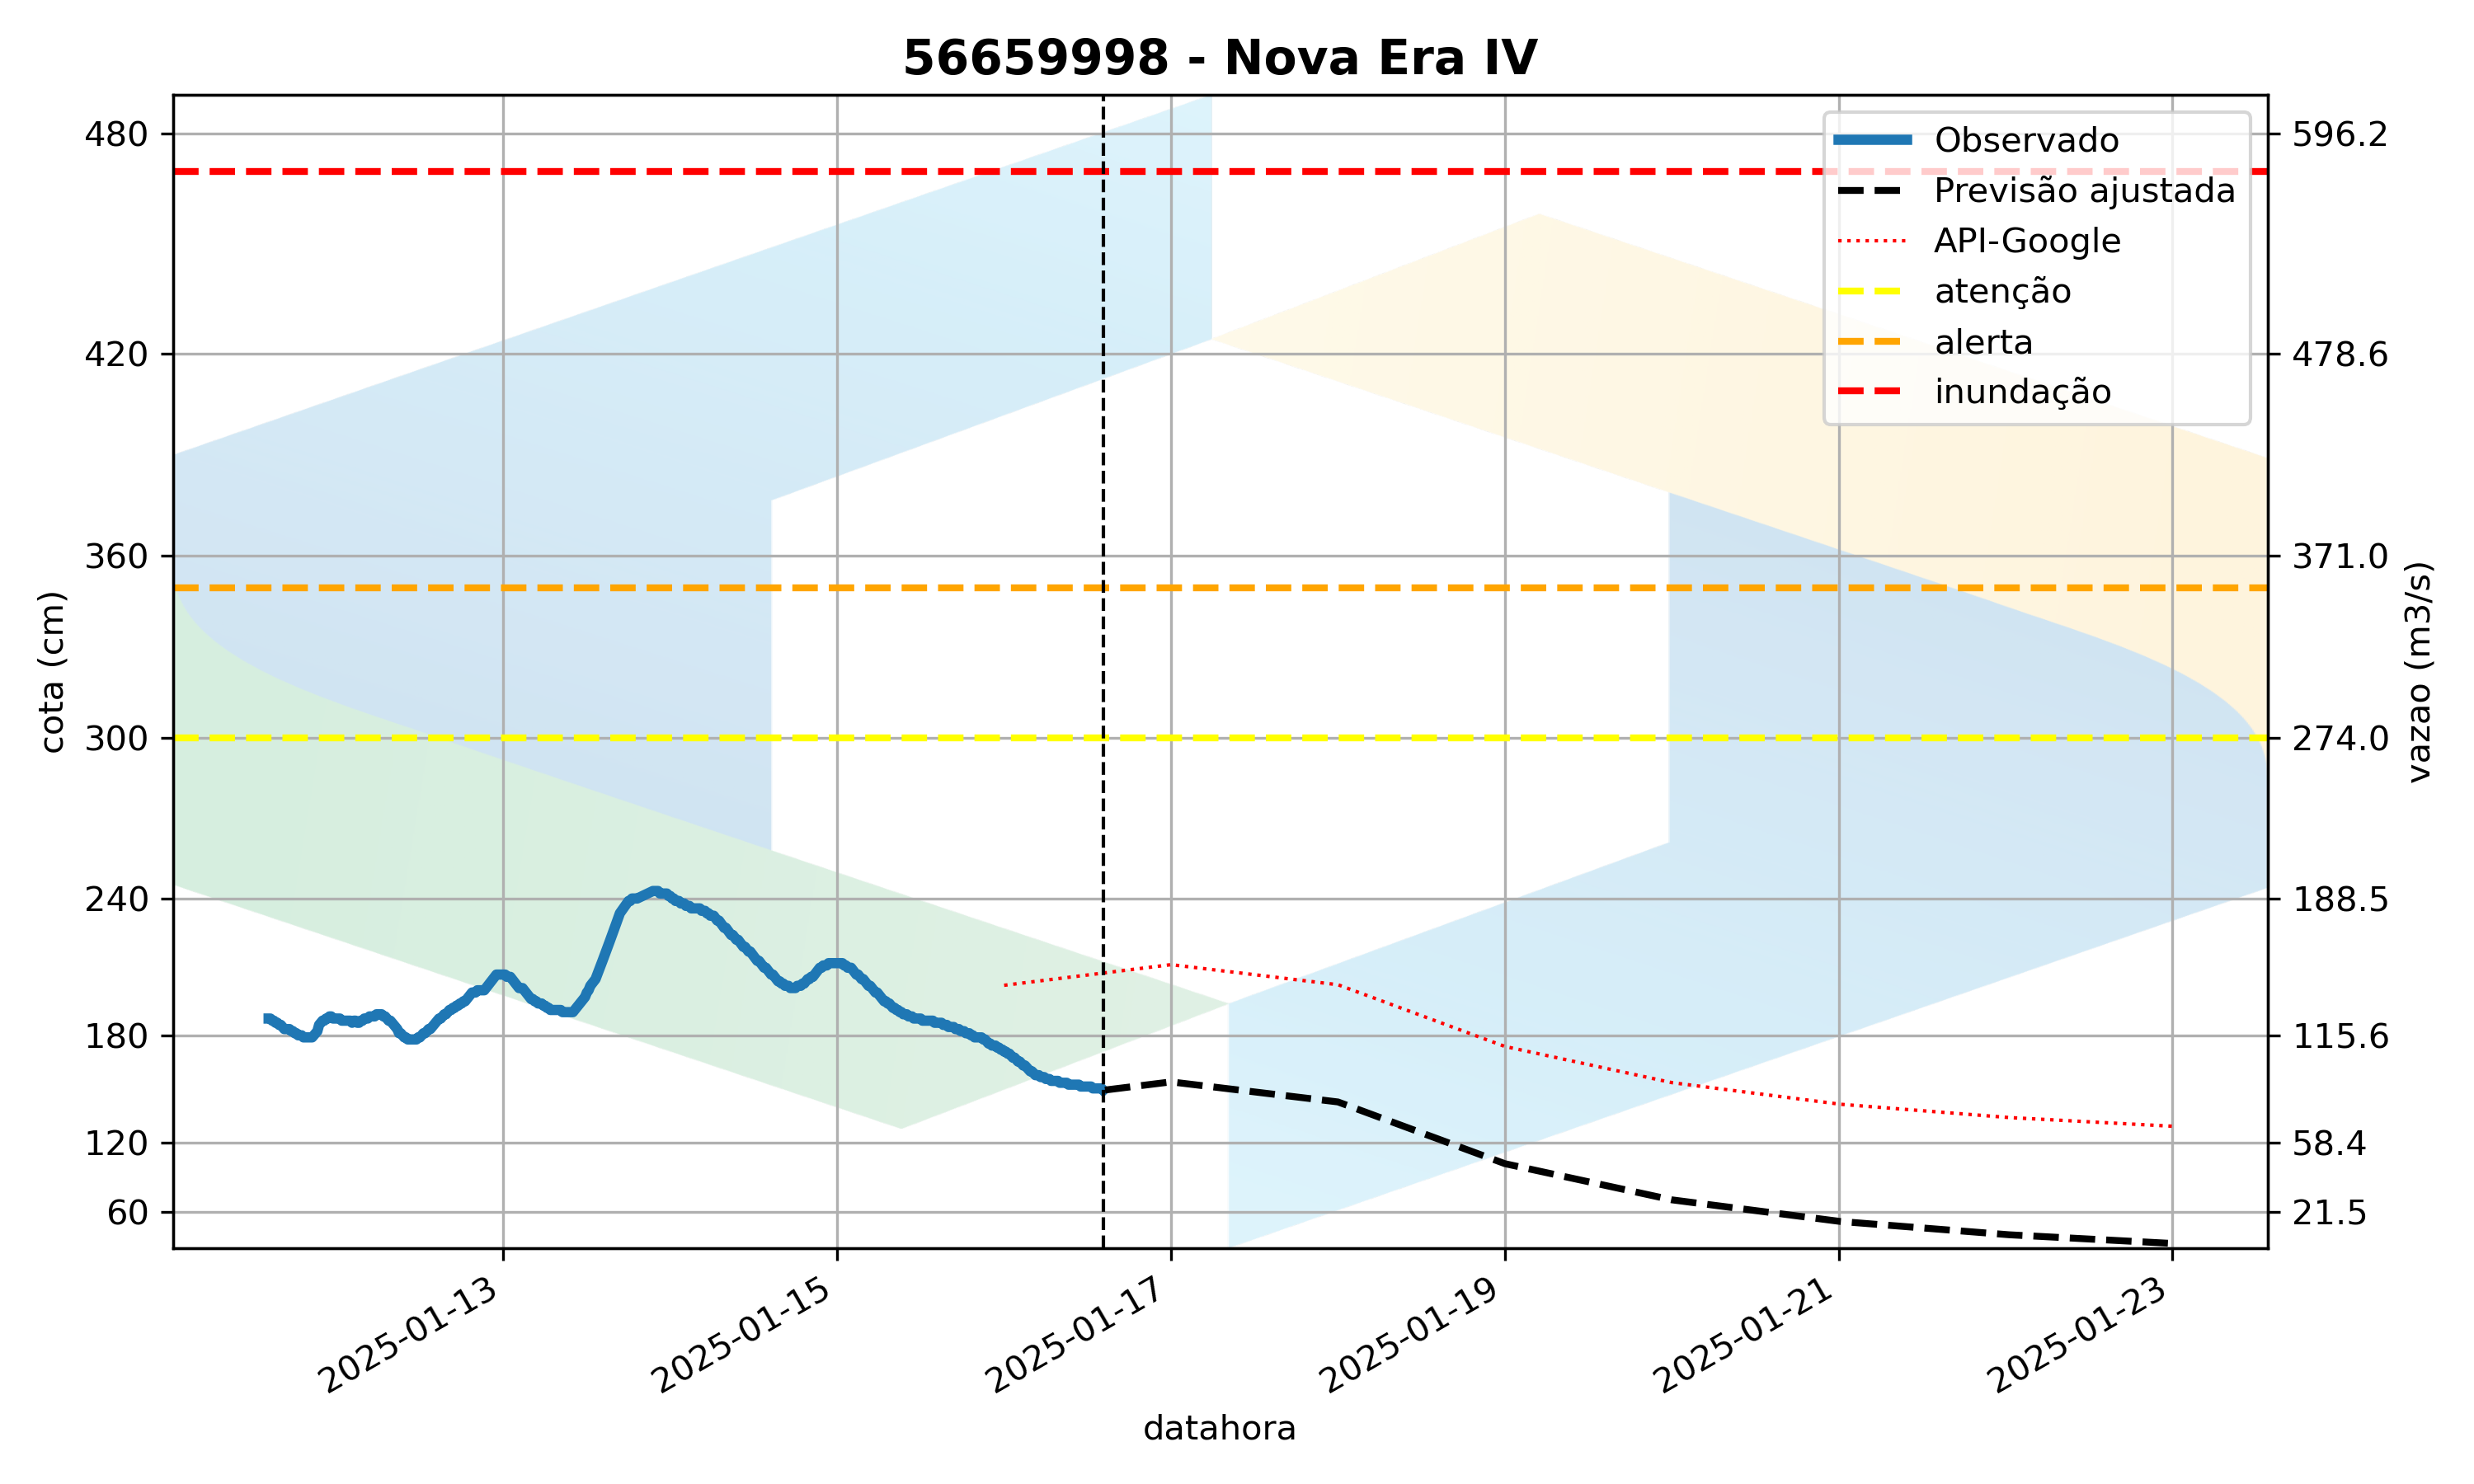 56659998 - Nova Era IV
Observado
Previsão ajustada
API-Google
atenção
alerta
inundação
cota (cm)
480
420
360
300
240
180
120
60
596.2
478.6
371.0
274.0
188.5
115.6
58.4
21.5
vazao (m3/s)
2025-01-13
2025-01-15
2025-01-17
2025-01-19
2025-01-21
2025-01-23
datahora